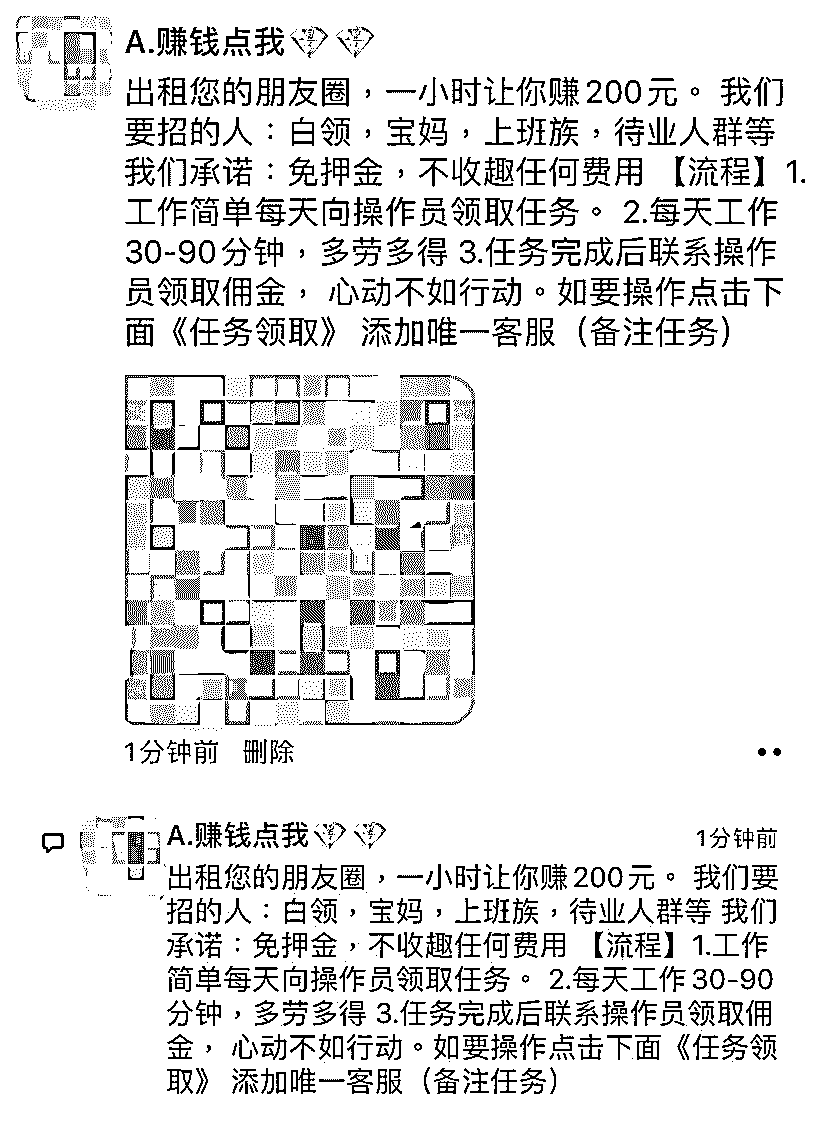 A.赚钱点我💎💎
出租您的朋友圈，一小时让你赚200元。 我们
要招的人：白领，宝妈，上班族，待业人群等
我们承诺：免押金，不收趣任何费用 【流程】1.
工作简单每天向操作员领取任务。 2.每天工作
30-90分钟，多劳多得 3.任务完成后联系操作
员领取佣金， 心动不如行动。如要操作点击下
面《任务领取》 添加唯一客服（备注任务）
1分钟前 删除
A.赚钱点我💎💎 1分钟前
出租您的朋友圈，一小时让你赚200元。 我们要
招的人：白领，宝妈，上班族，待业人群等 我们
承诺：免押金，不收趣任何费用 【流程】1.工作
简单每天向操作员领取任务。 2.每天工作30-90
分钟，多劳多得 3.任务完成后联系操作员领取佣
金， 心动不如行动。如要操作点击下面《任务领
取》 添加唯一客服（备注任务）